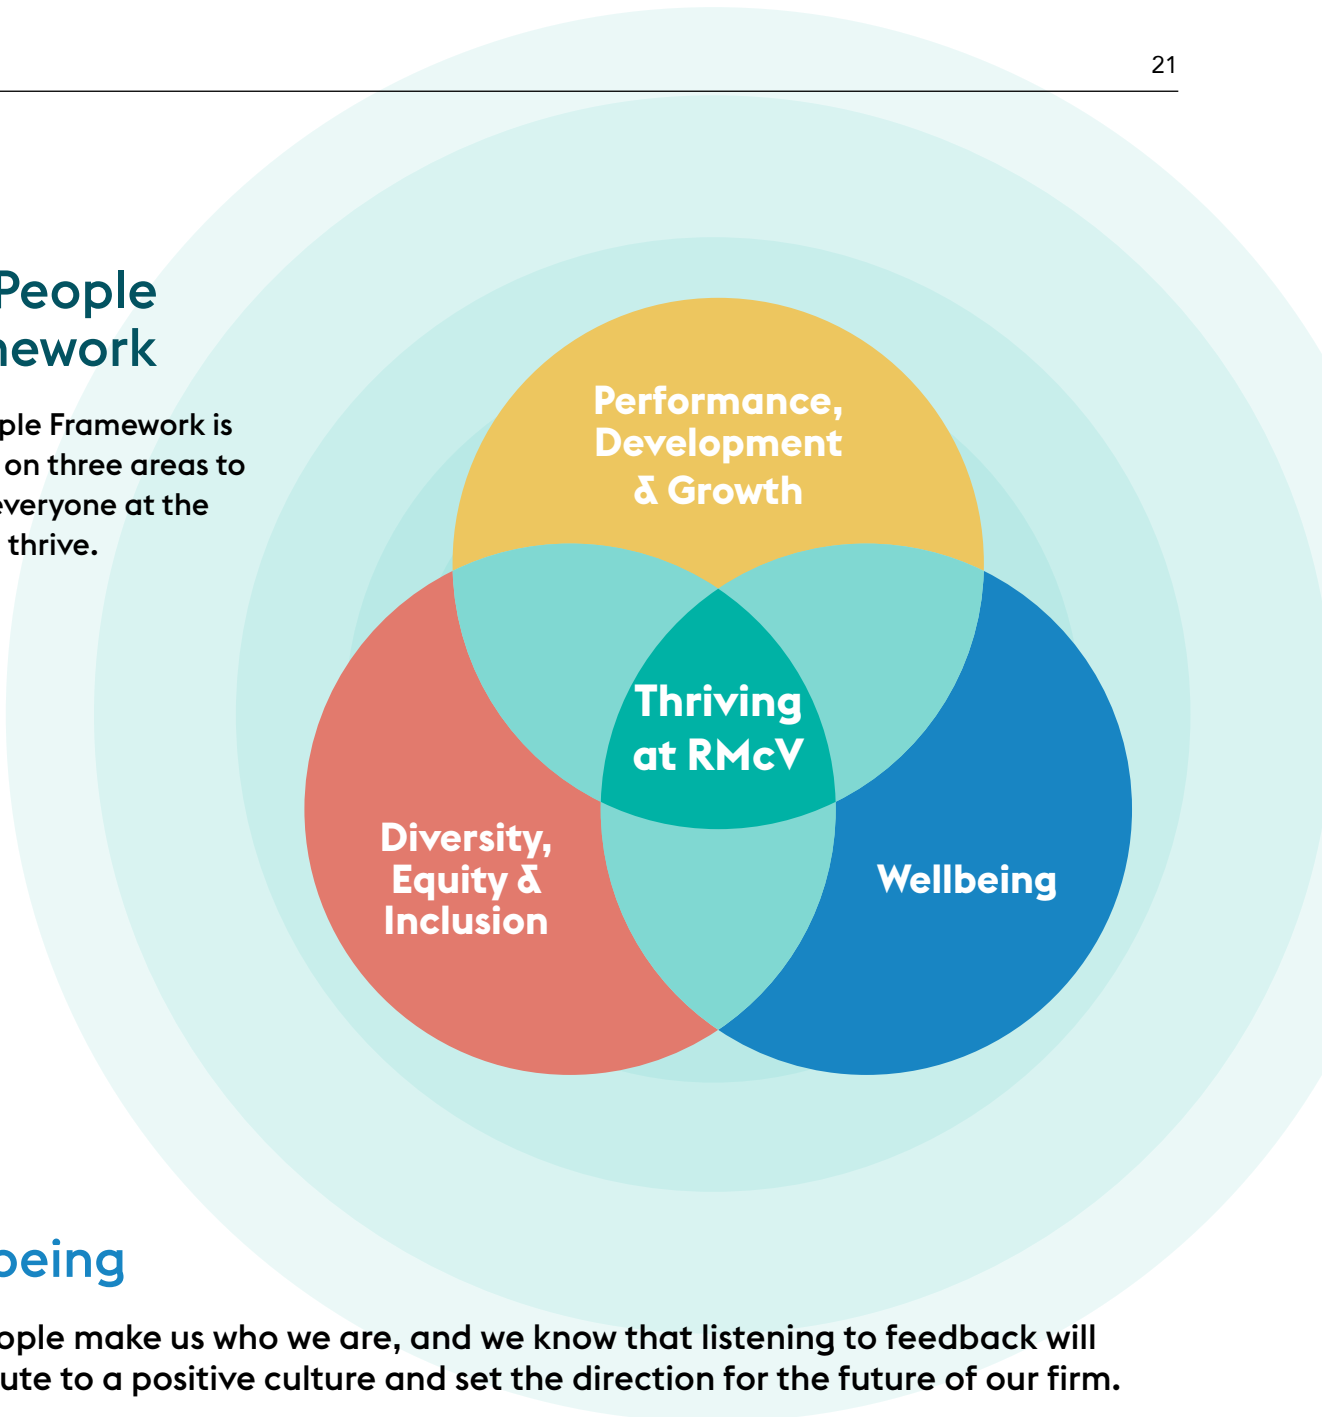 21
People
ework
ple Framework is
on three areas to
everyone at the
thrive.
Performance,
Development
& Growth
Thriving
at RMcV
Diversity,
Equity &
Inclusion
Wellbeing
being
ople make us who we are, and we know that listening to feedback will
ute to a positive culture and set the direction for the future of our firm.